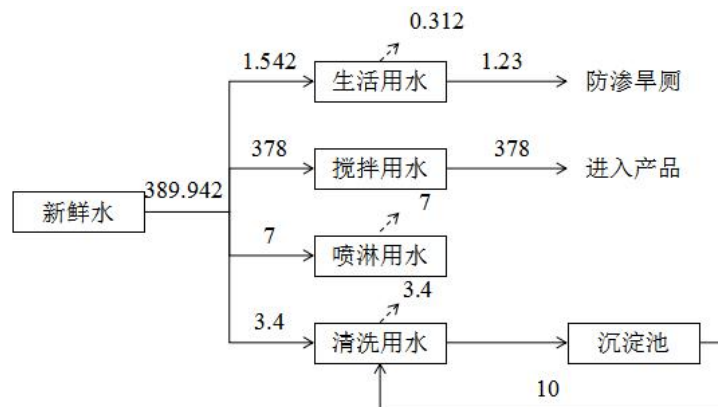 0.312
1.542
生活用水
1.23
防渗旱厕
378
搅拌用水
378
进入产品
389.942
新鲜水
7
7
喷淋用水
3.4
3.4
清洗用水
沉淀池
10